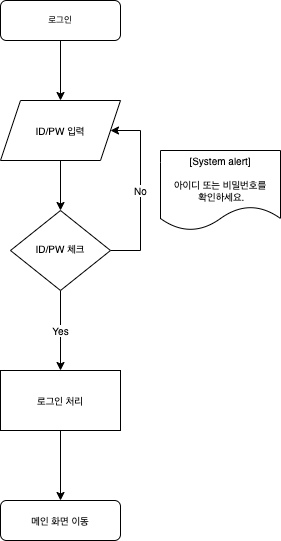 로그인
ID/PW 입력
[System alert]
아이디 또는 비밀번호를
확인하세요.
No
ID/PW 체크
Yes
로그인 처리
메인 화면 이동